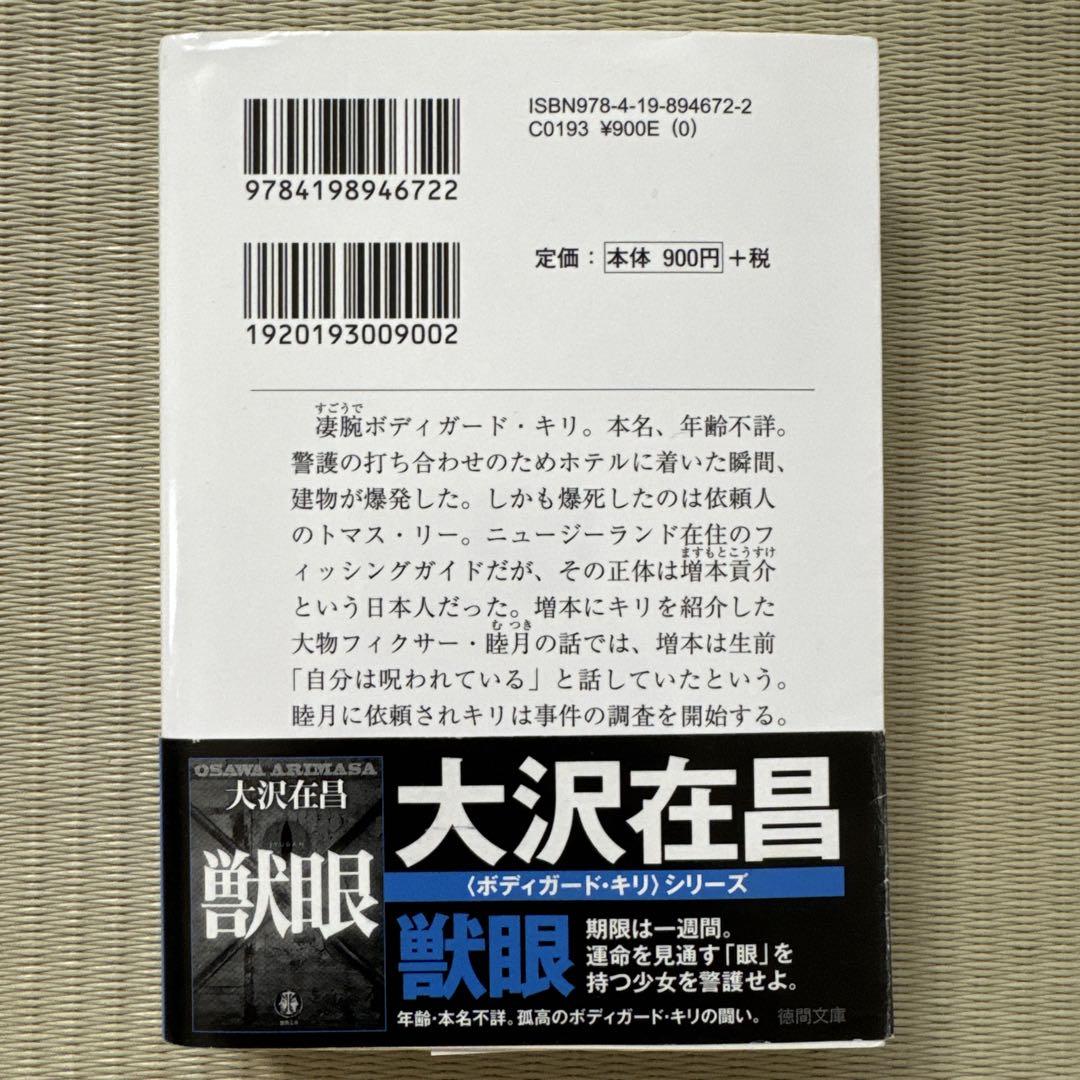 ISBN978-4-19-894672-2
C0193 ¥900E (0)
9784198946722
定価：本体 900円+税
1920193009002
すごうで
凄腕ボディガード・キリ。本名、年齢不詳。
警護の打ち合わせのためホテルに着いた瞬間、
建物が爆発した。しかも爆死したのは依頼人
のトマス・リー。ニュージーランド在住のフ
ますもとこうすけ
ィッシングガイドだが、その正体は増本貢介
という日本人だった。増本にキリを紹介した
む つき
大物フィクサー・睦月の話では、増本は生前
「自分は呪われている」と話していたという。
睦月に依頼されキリは事件の調査を開始する。
OSAWA ARIMASA
大沢在昌
JYUGAN
獣眼
大沢在昌
〈ボディガード・キリ〉シリーズ
獣眼
期限は一週間。
運命を見通す「眼」を
持つ少女を警護せよ。
年齢・本名不詳。孤高のボディガード・キリの闘い。 徳間文庫